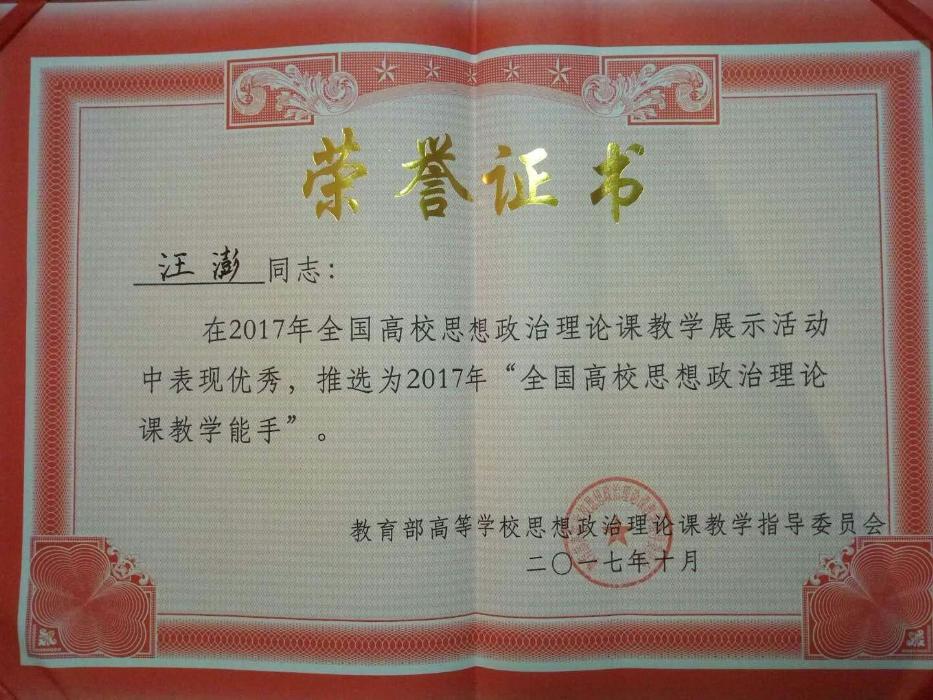 荣誉证书
汪澎同志：
在2017年全国高校思想政治理论课教学展示活动
中表现优秀，推选为2017年“全国高校思想政治理论
课教学能手”。
教育部高等学校思想政治理论课教学指导委员会
二〇一七年十月